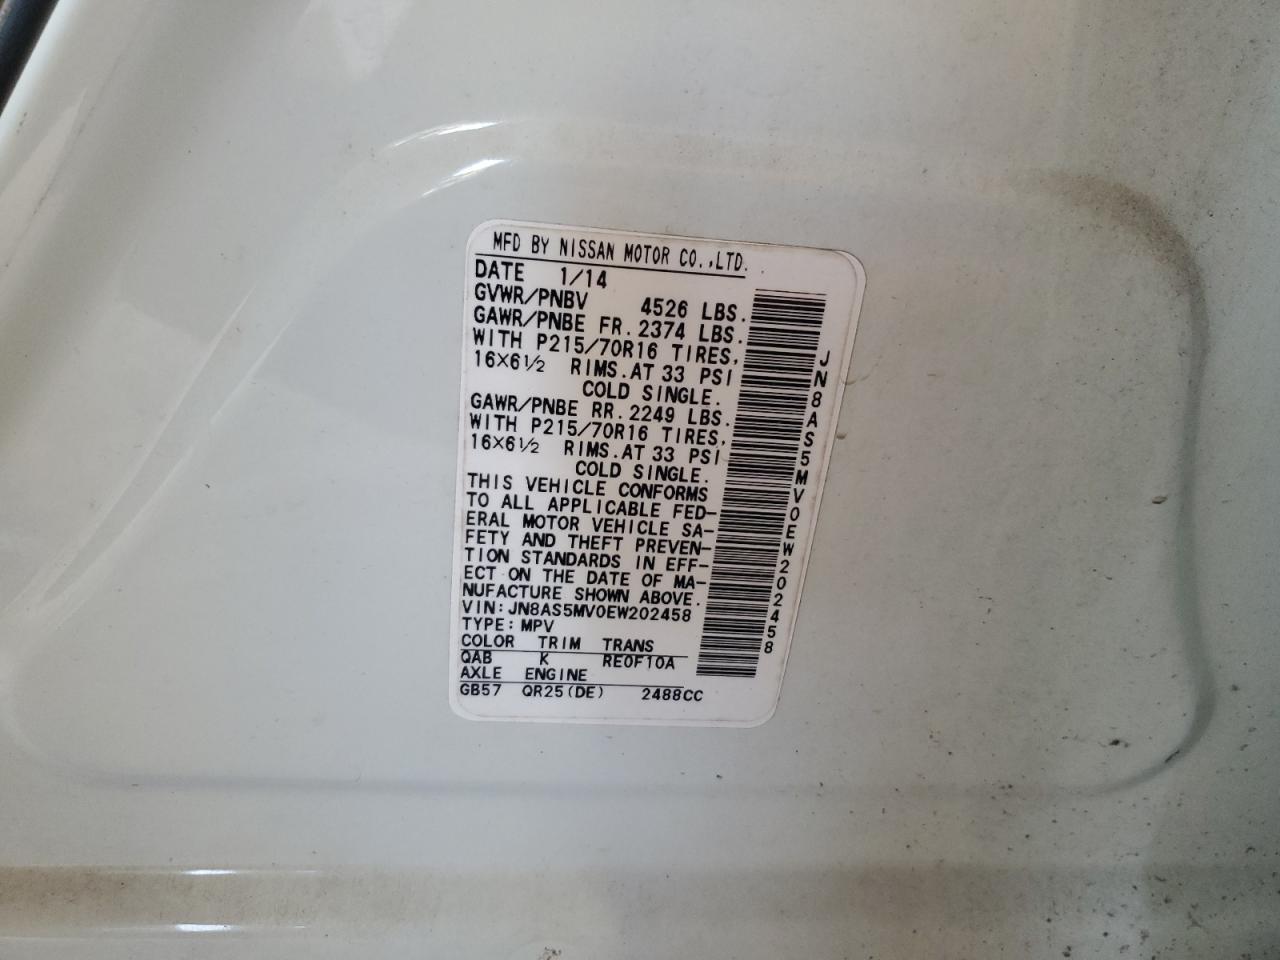 MFD BY NISSAN MOTOR CO.,LTD.
DATE 1/14
GVWR/PNBV 4526 LBS.
GAWR/PNBE FR. 2374 LBS.
WITH P215/70R16 TIRES,
16×6½ RIMS.AT 33 PSI
COLD SINGLE.
GAWR/PNBE RR. 2249 LBS.
WITH P215/70R16 TIRES,
16×6½ RIMS.AT 33 PSI
COLD SINGLE.
THIS VEHICLE CONFORMS
TO ALL APPLICABLE FED-
ERAL MOTOR VEHICLE SA-
FETY AND THEFT PREVEN-
TION STANDARDS IN EFF-
ECT ON THE DATE OF MA-
NUFACTURE SHOWN ABOVE.
VIN:JN8AS5MV0EW202458
TYPE:MPV
COLOR TRIM TRANS
QAB K RE0F10A
AXLE ENGINE
GB57 QR25(DE) 2488CC
JN8AS5MV0EW202458